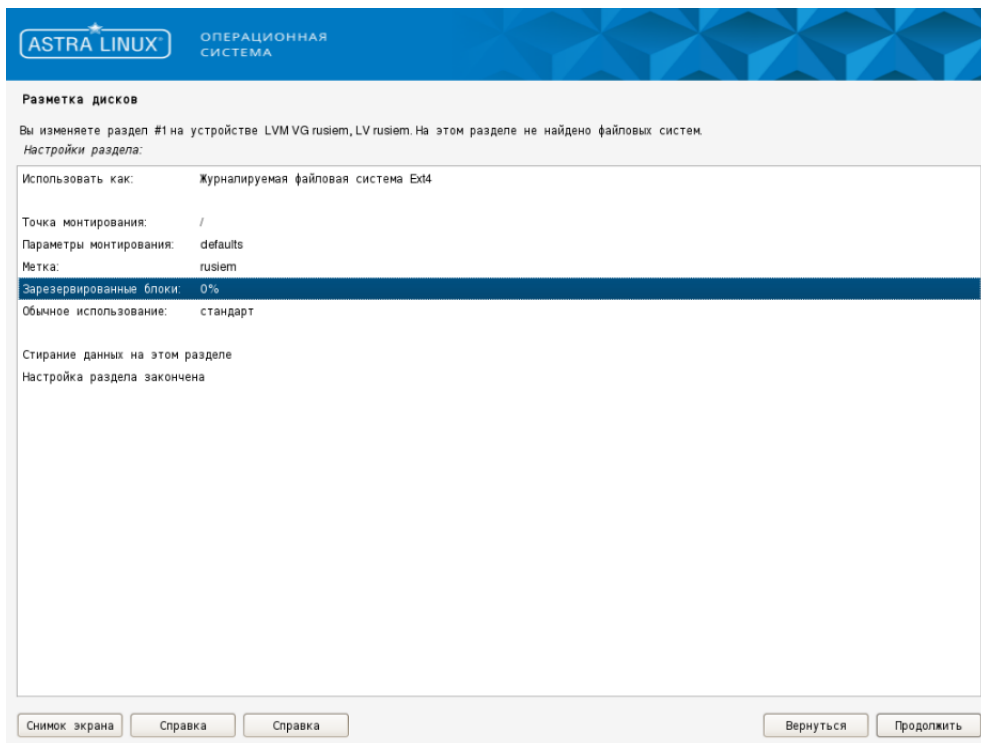 ASTRA LINUX®
ОПЕРАЦИОННАЯ
СИСТЕМА
Разметка дисков
Вы изменяете раздел #1 на устройстве LVM VG rusiem, LV rusiem. На этом разделе не найдено файловых систем.
Настройки раздела:
Использовать как: Журналируемая файловая система Ext4
Точка монтирования: /
Параметры монтирования: defaults
Метка: rusiem
Зарезервированные блоки: 0%
Обычное использование: стандарт
Стирание данных на этом разделе
Настройка раздела закончена
Снимок экрана Справка Справка Вернуться Продолжить